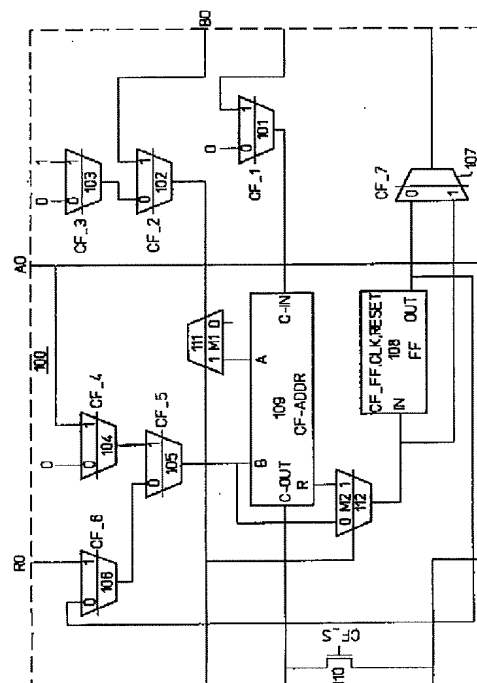 B0
1
0
103
CF_3
0
1
102
CF_2
0
1
101
0
CF_1
CF_7
0
1
107
A0
100
111
M1
0
1
C-IN
A
109
CF-ADDR
B
C-OUT
R
CF_FF,CLK,RESET
108
FF
OUT
IN
CF_4
1
104
0
0
CF_5
1
105
0
M2
1
0
112
R0
CF_6
1
106
0
CF_S
110